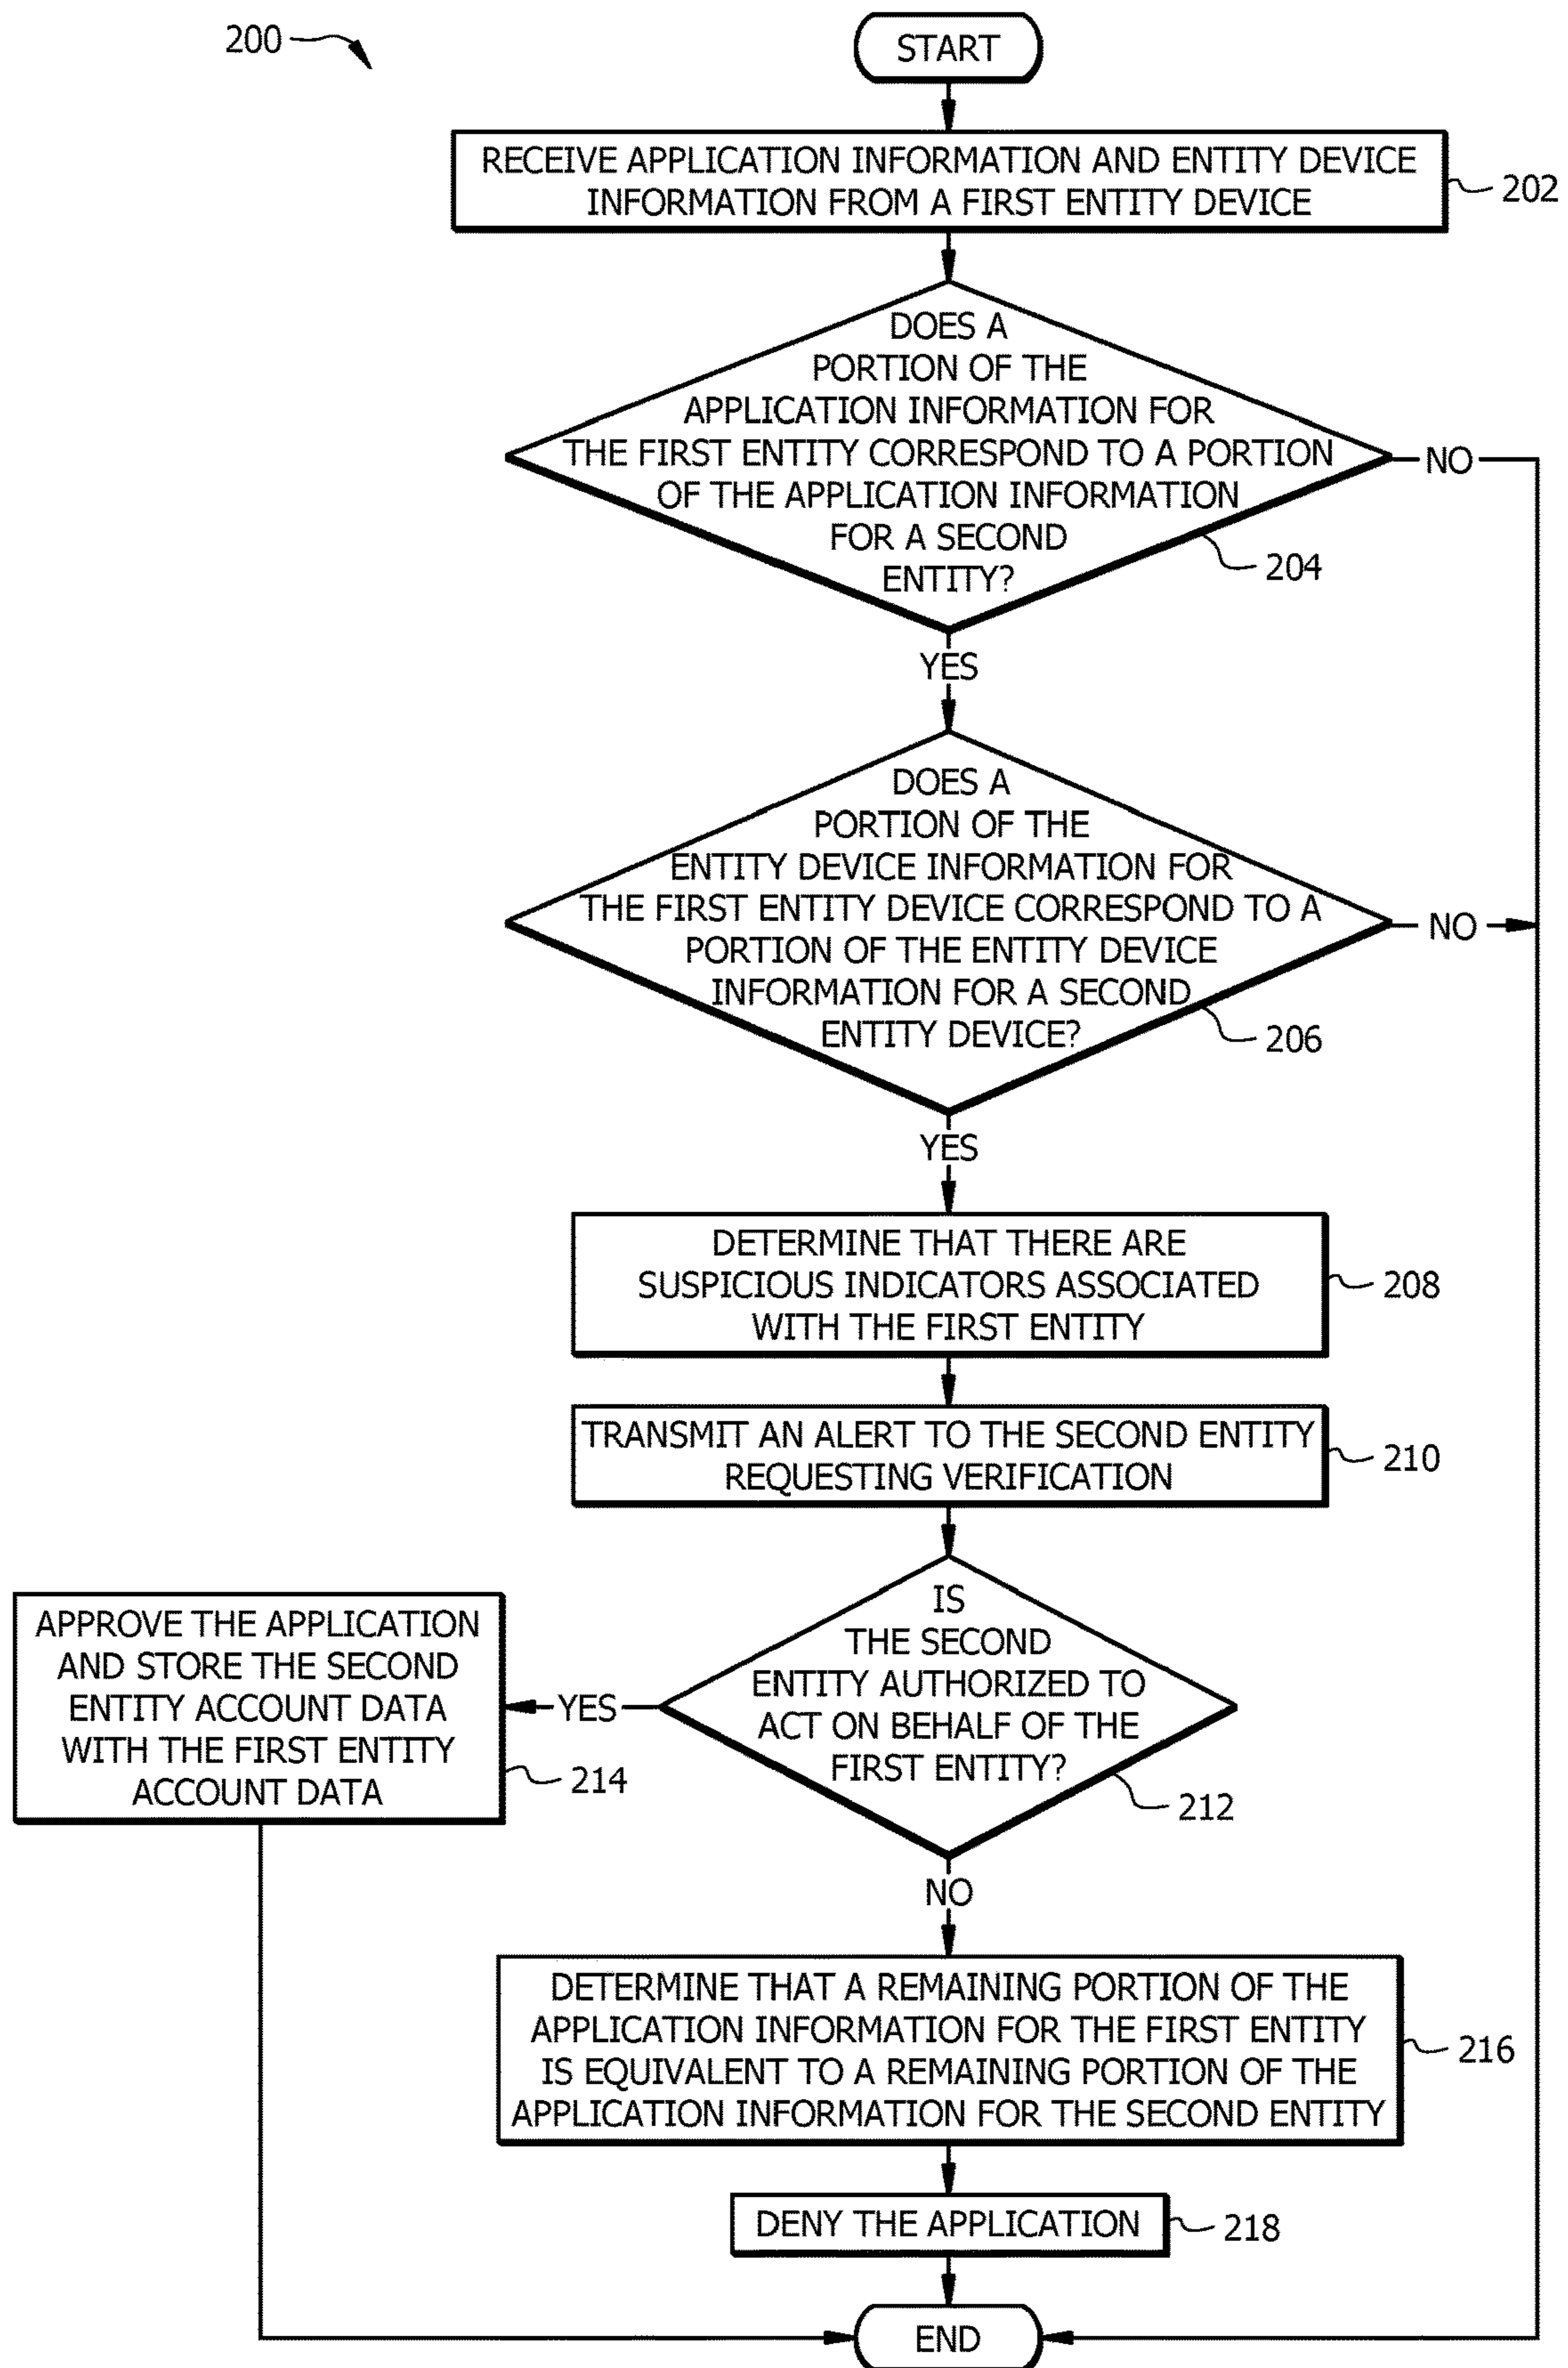 200
START
RECEIVE APPLICATION INFORMATION AND ENTITY DEVICE
INFORMATION FROM A FIRST ENTITY DEVICE
202
DOES A
PORTION OF THE
APPLICATION INFORMATION FOR
THE FIRST ENTITY CORRESPOND TO A PORTION
OF THE APPLICATION INFORMATION
FOR A SECOND
ENTITY?
NO
204
YES
DOES A
PORTION OF THE
ENTITY DEVICE INFORMATION FOR
THE FIRST ENTITY DEVICE CORRESPOND TO A
PORTION OF THE ENTITY DEVICE
INFORMATION FOR A SECOND
ENTITY DEVICE?
NO
206
YES
DETERMINE THAT THERE ARE
SUSPICIOUS INDICATORS ASSOCIATED
WITH THE FIRST ENTITY
208
TRANSMIT AN ALERT TO THE SECOND ENTITY
REQUESTING VERIFICATION
210
IS
THE SECOND
ENTITY AUTHORIZED TO
ACT ON BEHALF OF THE
FIRST ENTITY?
212
YES
APPROVE THE APPLICATION
AND STORE THE SECOND
ENTITY ACCOUNT DATA
WITH THE FIRST ENTITY
ACCOUNT DATA
214
NO
DETERMINE THAT A REMAINING PORTION OF THE
APPLICATION INFORMATION FOR THE FIRST ENTITY
IS EQUIVALENT TO A REMAINING PORTION OF THE
APPLICATION INFORMATION FOR THE SECOND ENTITY
216
DENY THE APPLICATION
218
END